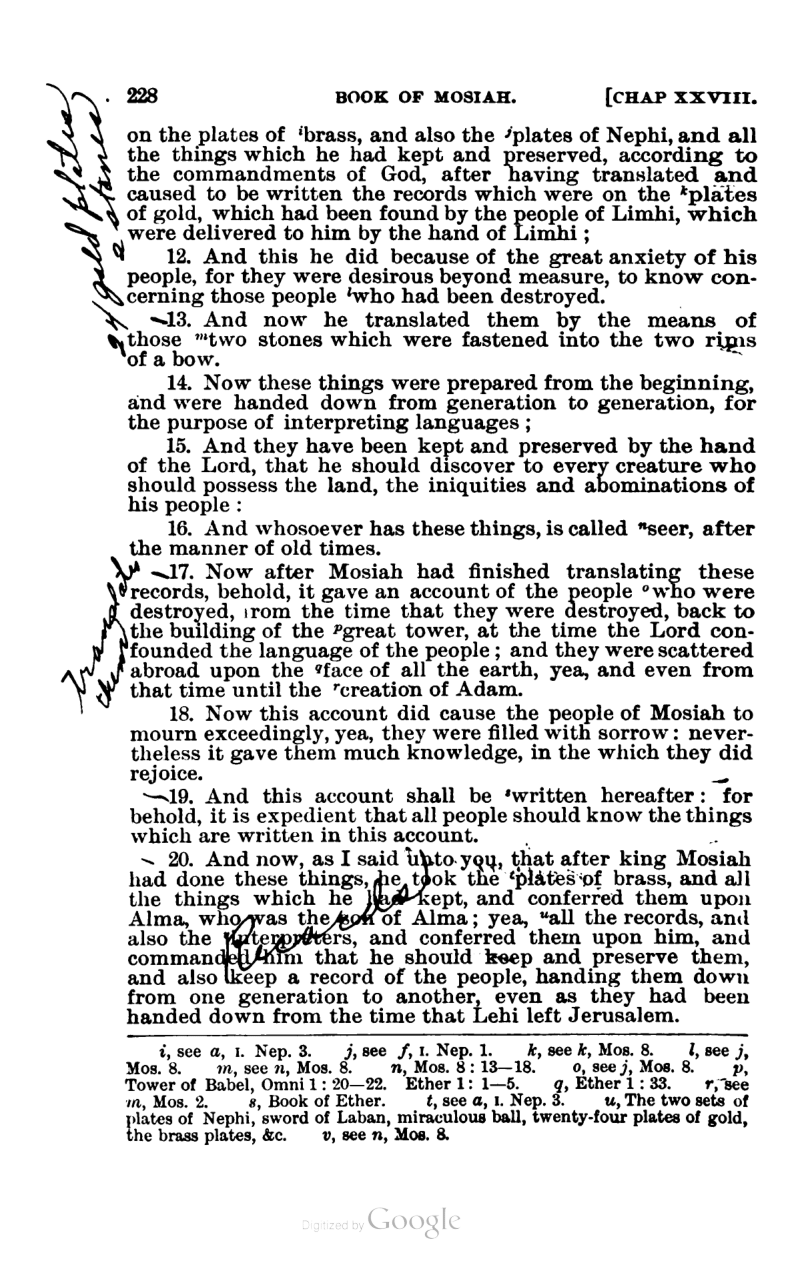 228 BOOK OF MOSIAH. [CHAP XXVIII.
24 gold plates
2 stones
on the plates of ⁱbrass, and also the ʲplates of Nephi, and all
the things which he had kept and preserved, according to
the commandments of God, after having translated and
caused to be written the records which were on the ᵏplates
of gold, which had been found by the people of Limhi, which
were delivered to him by the hand of Limhi ;
12. And this he did because of the great anxiety of his
people, for they were desirous beyond measure, to know con-
cerning those people ˡwho had been destroyed.
13. And now he translated them by the means of
those ᵐtwo stones which were fastened into the two rims
of a bow.
14. Now these things were prepared from the beginning,
and were handed down from generation to generation, for
the purpose of interpreting languages ;
15. And they have been kept and preserved by the hand
of the Lord, that he should discover to every creature who
should possess the land, the iniquities and abominations of
his people :
16. And whosoever has these things, is called ⁿseer, after
the manner of old times.
translates
them
17. Now after Mosiah had finished translating these
records, behold, it gave an account of the people ᵒwho were
destroyed, from the time that they were destroyed, back to
the building of the ᵖgreat tower, at the time the Lord con-
founded the language of the people ; and they were scattered
abroad upon the ᑫface of all the earth, yea, and even from
that time until the ʳcreation of Adam.
18. Now this account did cause the people of Mosiah to
mourn exceedingly, yea, they were filled with sorrow : never-
theless it gave them much knowledge, in the which they did
rejoice.
19. And this account shall be ˢwritten hereafter : for
behold, it is expedient that all people should know the things
which are written in this account.
20. And now, as I said unto you, that after king Mosiah
had done these things, he took the ᵗplates of brass, and all
the things which he had kept, and conferred them upon
Alma, who was the son of Alma ; yea, ᵘall the records, and
also the ᵛinterpreters, and conferred them upon him, and
commanded him that he should keep and preserve them,
and also keep a record of the people, handing them down
from one generation to another, even as they had been
handed down from the time that Lehi left Jerusalem.
i, see a, I. Nep. 3. j, see f, I. Nep. 1. k, see k, Mos. 8. l, see j,
Mos. 8. m, see n, Mos. 8. n, Mos. 8 : 13—18. o, see j, Mos. 8. p,
Tower of Babel, Omni 1 : 20—22. Ether 1 : 1—5. q, Ether 1 : 33. r, see
m, Mos. 2. s, Book of Ether. t, see a, I. Nep. 3. u, The two sets of
plates of Nephi, sword of Laban, miraculous ball, twenty-four plates of gold,
the brass plates, &c. v, see n, Mos. 8.
Digitized by Google